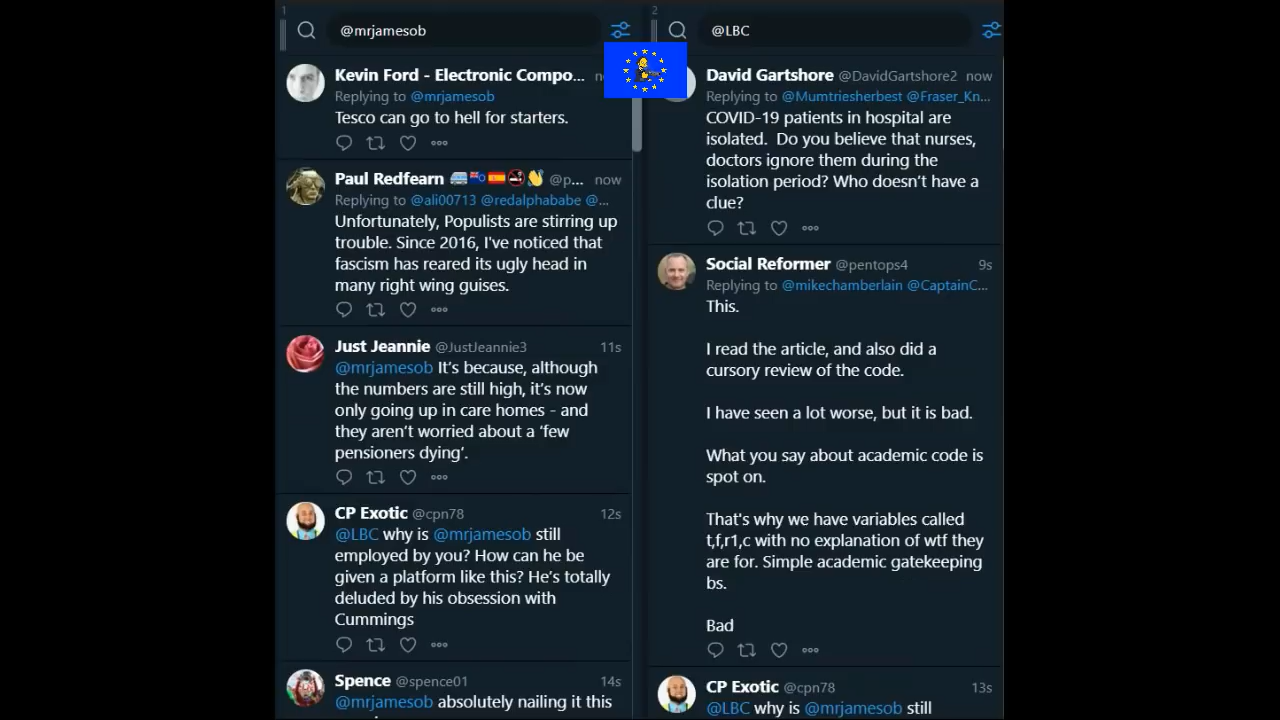 1
@mrjamesob
Kevin Ford - Electronic Compo...
Replying to @mrjamesob
Tesco can go to hell for starters.
Paul Redfearn @p... now
Replying to @ali00713 @redalphababe @...
Unfortunately, Populists are stirring up
trouble. Since 2016, I've noticed that
fascism has reared its ugly head in
many right wing guises.
Just Jeannie @JustJeannie3 11s
@mrjamesob It's because, although
the numbers are still high, it's now
only going up in care homes - and
they aren't worried about a 'few
pensioners dying'.
CP Exotic @cpn78 12s
@LBC why is @mrjamesob still
employed by you? How can he be
given a platform like this? He's totally
deluded by his obsession with
Cummings
Spence @spence01 14s
@mrjamesob absolutely nailing it this
2
@LBC
David Gartshore @DavidGartshore2 now
Replying to @Mumtriesherbest @Fraser_Kn...
COVID-19 patients in hospital are
isolated. Do you believe that nurses,
doctors ignore them during the
isolation period? Who doesn't have a
clue?
Social Reformer @pentops4 9s
Replying to @mikechamberlain @CaptainC...
This.
I read the article, and also did a
cursory review of the code.
I have seen a lot worse, but it is bad.
What you say about academic code is
spot on.
That's why we have variables called
t,f,r1,c with no explanation of wtf they
are for. Simple academic gatekeeping
bs.
Bad
CP Exotic @cpn78 13s
@LBC why is @mrjamesob still